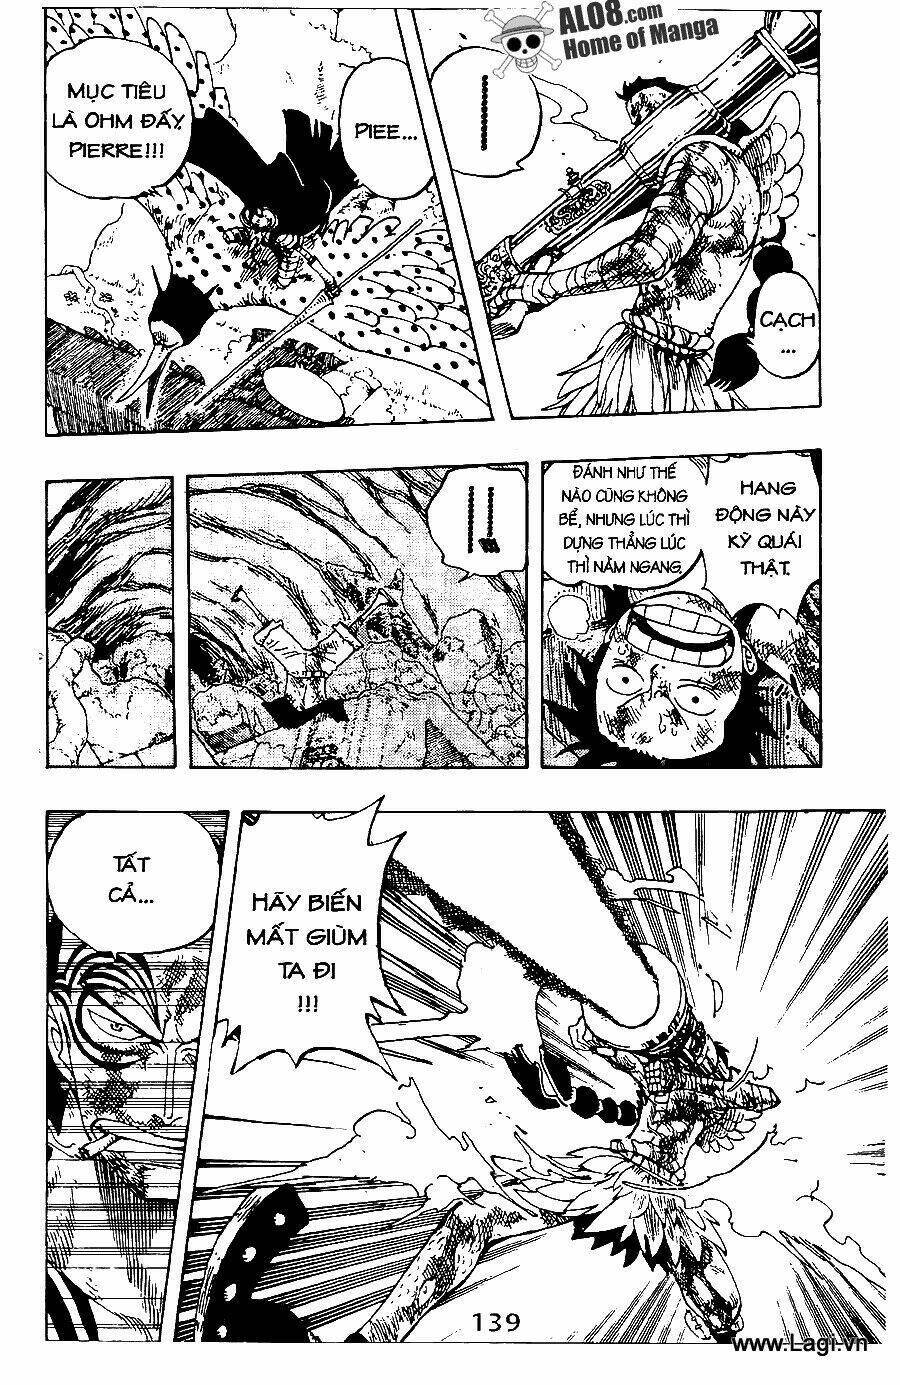 ALO8.com
Home of Manga
!!
CẠCH
...
PIEE...
MỤC TIÊU
LÀ OHM ĐẤY,
PIERRE!!!
HANG
ĐỘNG NÀY
KỲ QUÁI
THẬT.
ĐÁNH NHƯ THẾ
NÀO CŨNG KHÔNG
BỂ, NHƯNG LÚC THÌ
DỰNG THẲNG LÚC
THÌ NẰM NGANG.
!!
HÃY BIẾN
MẤT GIÙM
TA ĐI
!!!
TẤT
CẢ...
139
www.Lagi.vn